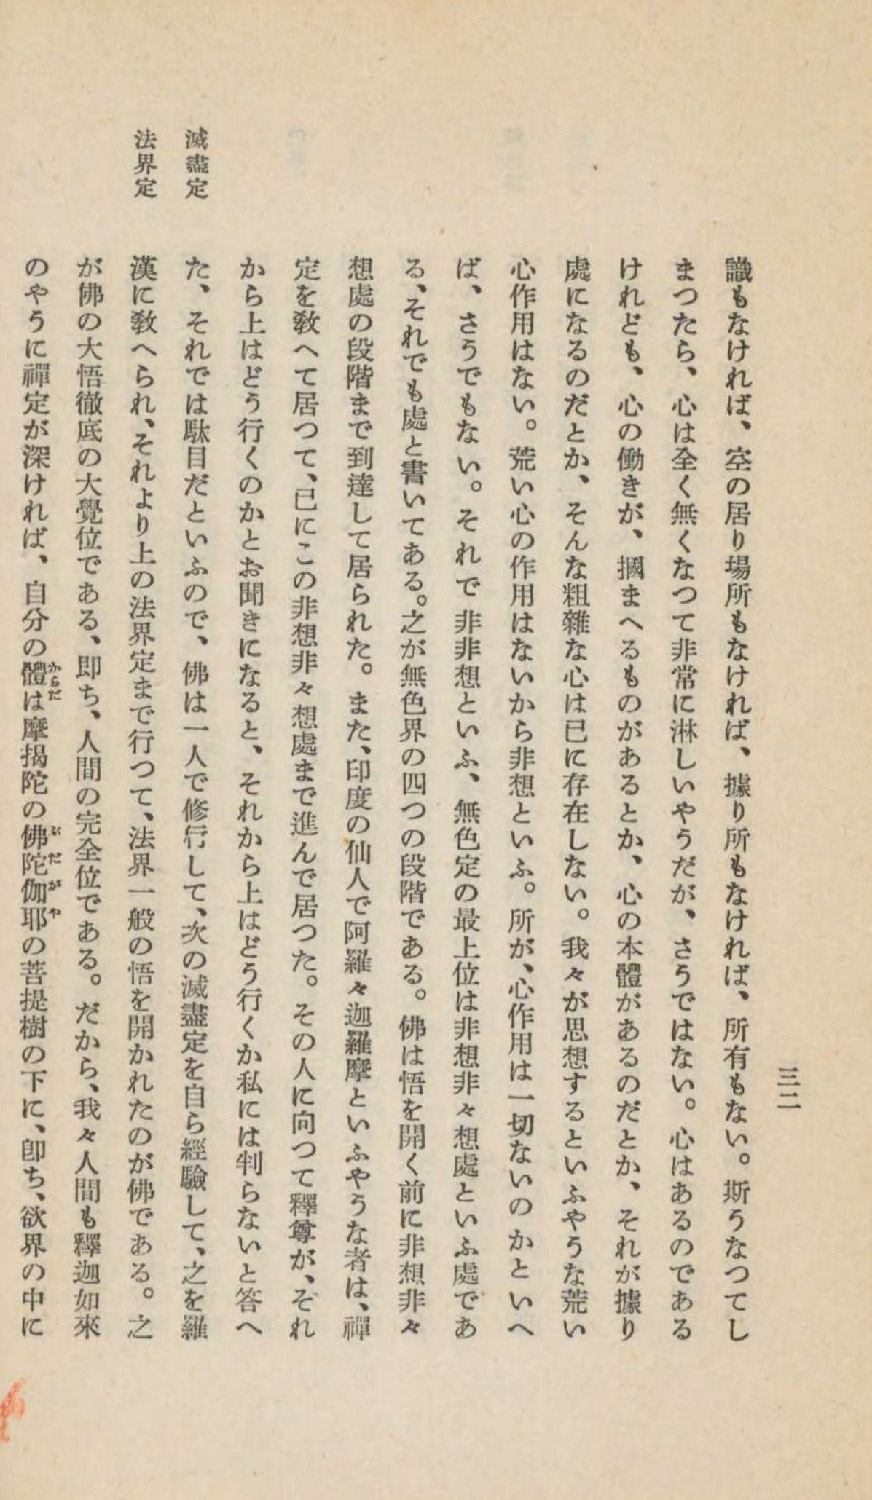 三二
識もなければ、空の居り場所もなければ、據り所もなければ、所有もない。斯うなつてし
まつたら、心は全く無くなつて非常に淋しいやうだが、さうではない。心はあるのである
けれども、心の働きが、摑まへるものがあるとか、心の本體があるのだとか、それが據り
處になるのだとか、そんな粗雜な心は已に存在しない。我々が思想するといふやうな荒い
心作用はない。荒い心の作用はないから非想といふ。所が、心作用は一切ないのかといへ
ば、さうでもない。それで非非想といふ、無色定の最上位は非想非々想處といふ處であ
る、それでも處と書いてある。之が無色界の四つの段階である。佛は悟を開く前に非想非々
想處の段階まで到達して居られた。また、印度の仙人で阿羅々迦羅摩といふやうな者は、禪
定を敎へて居つて、已にこの非想非々想處まで進んで居つた。その人に向つて釋尊が、それ
から上はどう行くのかとお聞きになると、それから上はどう行くか私には判らないと答へ
た、それでは駄目だといふので、佛は一人で修行して、次の滅盡定を自ら經驗して、之を羅
漢に敎へられ、それより上の法界定まで行つて、法界一般の悟を開かれたのが佛である。之
が佛の大悟徹底の大覺位である、卽ち、人間の完全位である。だから、我々人間も釋迦如來
のやうに禪定が深ければ、自分の體は摩揭陀の佛陀伽耶の菩提樹の下に、卽ち、欲界の中に
からだ
ぶだがや
滅盡定
法界定